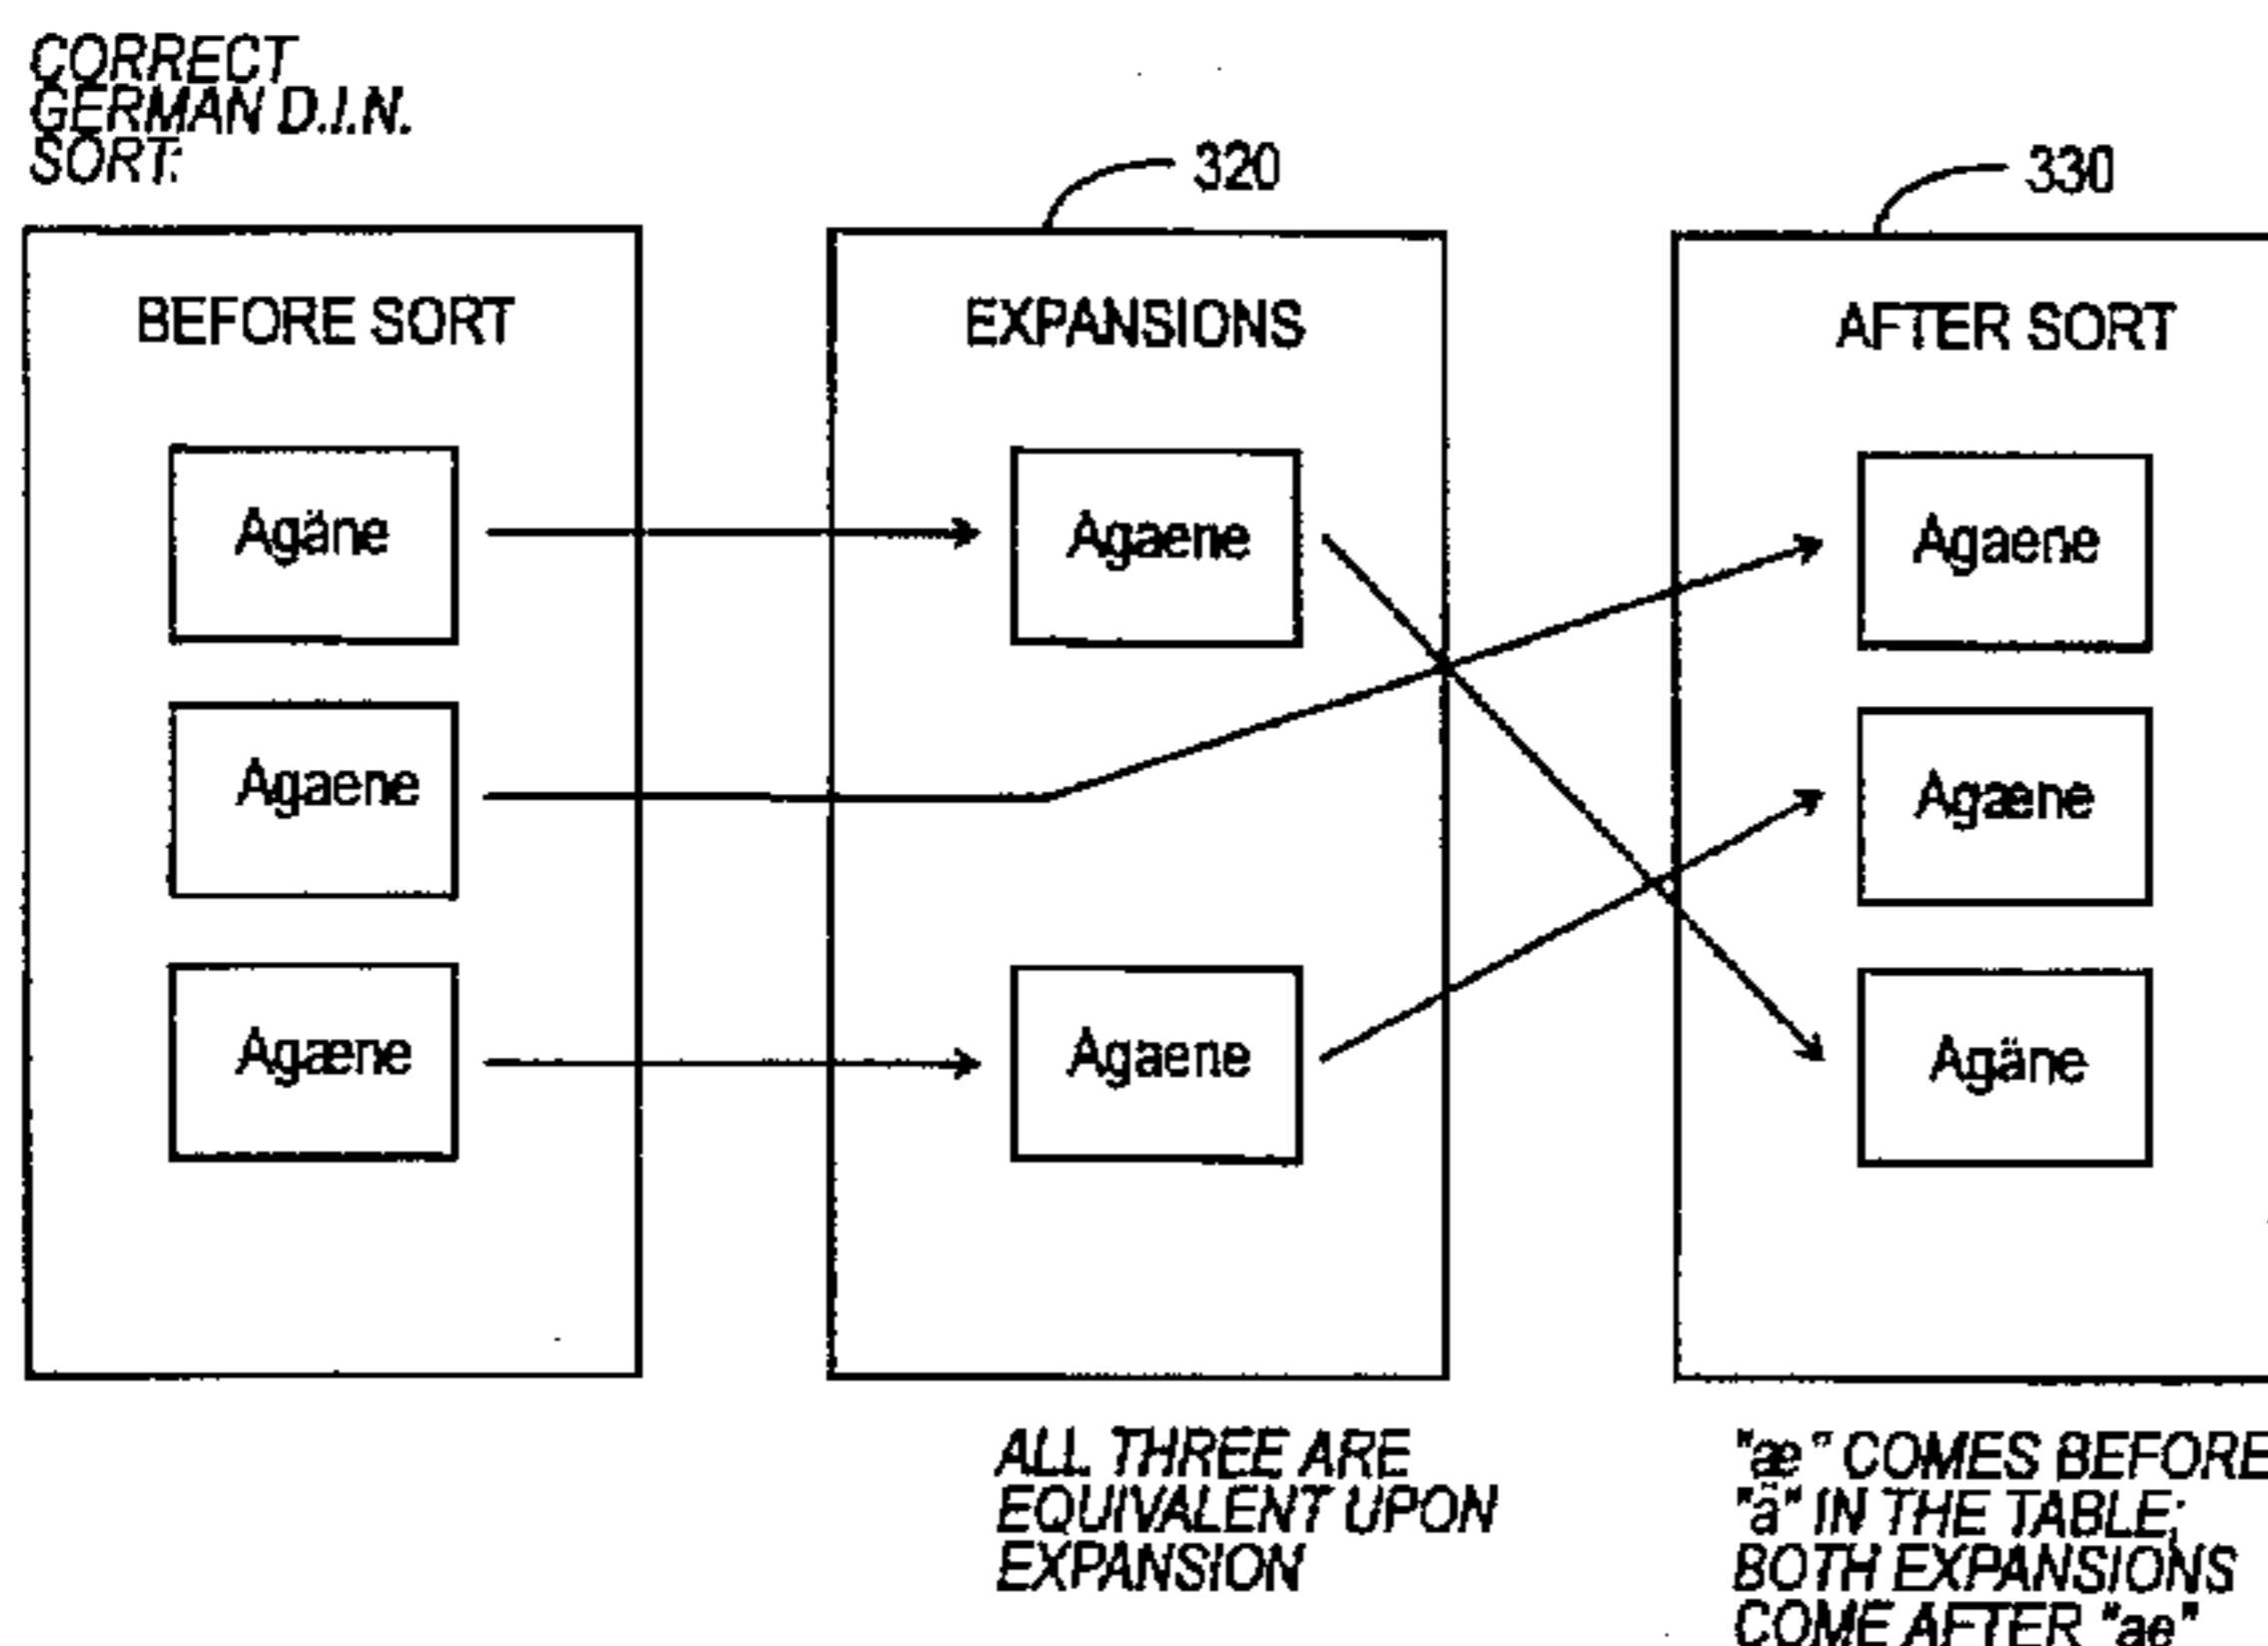 CORRECT
GERMAN D.I.N.
SORT:
320
330
BEFORE SORT
EXPANSIONS
AFTER SORT
Agäne
Agaene
Agaene
Agaene
Agæne
Agæne
Agaene
Agäne
ALL THREE ARE
EQUIVALENT UPON
EXPANSION
"æ" COMES BEFORE
"ä" IN THE TABLE;
BOTH EXPANSIONS
COME AFTER "ae"